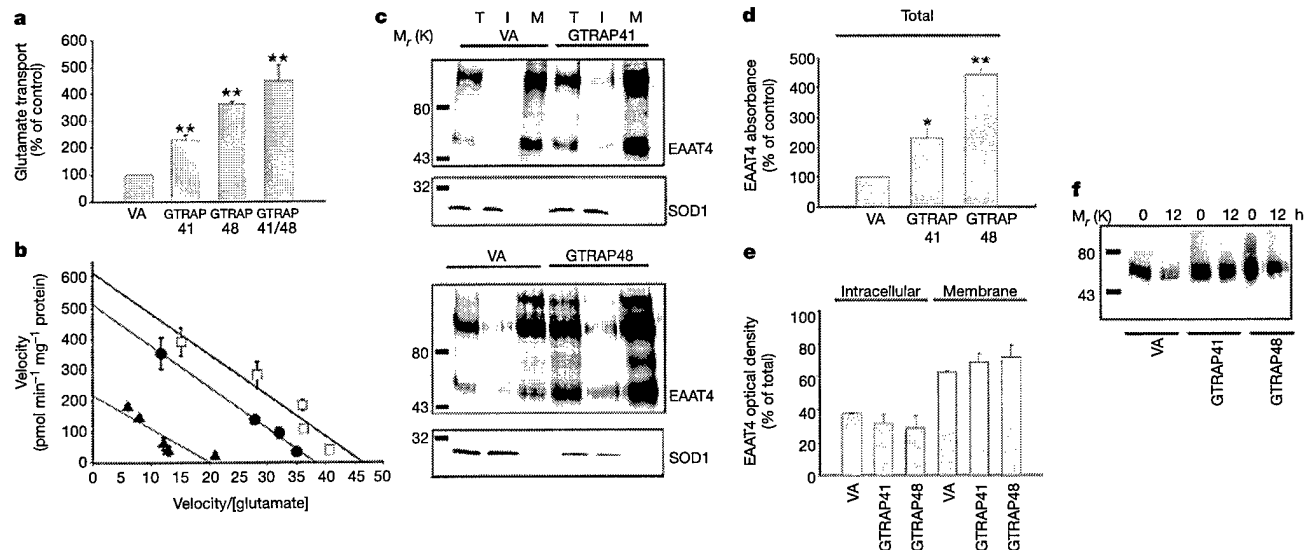 a
Glutamate transport
(% of control)
600
500
400
300
200
100
0
★★
★★
★★
VA
GTRAP
41
GTRAP
48
GTRAP
41/48
b
Velocity
(pmol min⁻¹ mg⁻¹ protein)
600
500
400
300
200
100
0
0 5 10 15 20 25 30 35 40 45 50
Velocity/[glutamate]
c
T I M T I M
Mr (K)
VA GTRAP41
80
43
EAAT4
32
SOD1
VA GTRAP48
80
43
EAAT4
32
SOD1
d
Total
EAAT4 absorbance
(% of control)
500
400
300
200
100
0
★
★★
VA
GTRAP
41
GTRAP
48
e
Intracellular Membrane
EAAT4 optical density
(% of total)
100
80
60
40
20
0
VA
GTRAP41
GTRAP48
VA
GTRAP41
GTRAP48
f
Mr (K) 0 12 0 12 0 12 h
80
43
VA
GTRAP41
GTRAP48